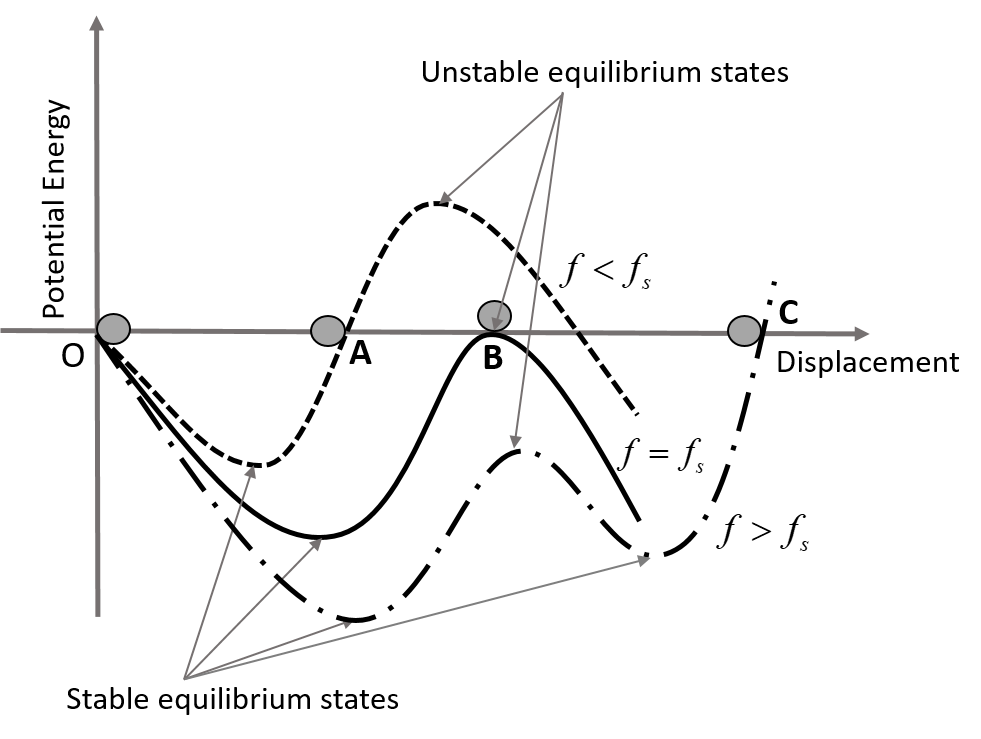 Unstable equilibrium states
Potential Energy
f < fs
O
A
B
C
Displacement
f = fs
f > fs
Stable equilibrium states